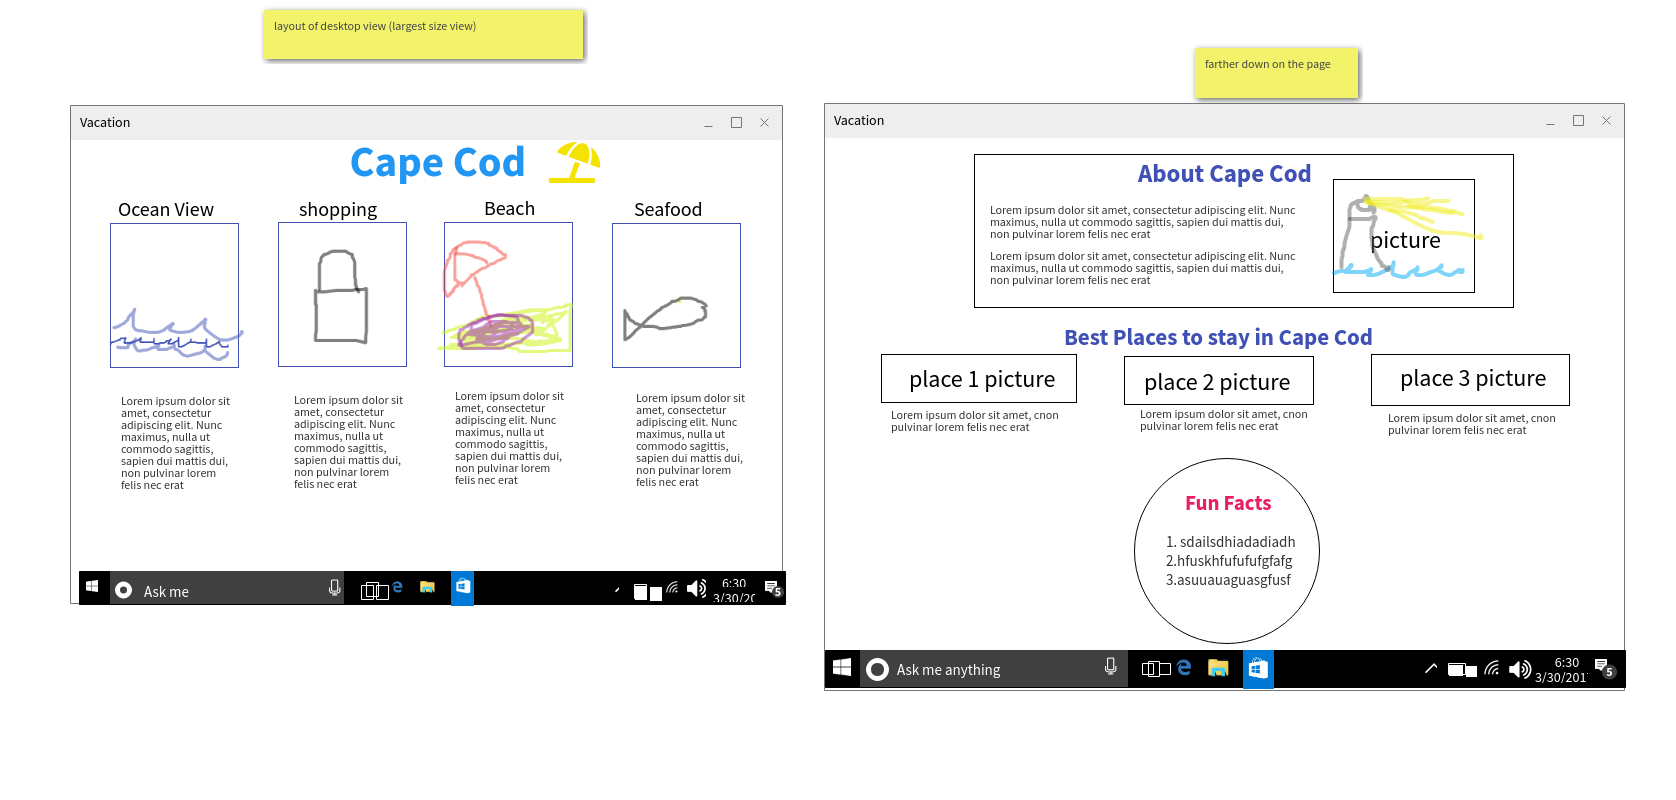 layout of desktop view (largest size view)
farther down on the page
Vacation
Cape Cod
Ocean View
shopping
Beach
Seafood
Lorem ipsum dolor sit
amet, consectetur
adipiscing elit. Nunc
maximus, nulla ut
commodo sagittis,
sapien dui mattis dui,
non pulvinar lorem
felis nec erat
Lorem ipsum dolor sit
amet, consectetur
adipiscing elit. Nunc
maximus, nulla ut
commodo sagittis,
sapien dui mattis dui,
non pulvinar lorem
felis nec erat
Lorem ipsum dolor sit
amet, consectetur
adipiscing elit. Nunc
maximus, nulla ut
commodo sagittis,
sapien dui mattis dui,
non pulvinar lorem
felis nec erat
Lorem ipsum dolor sit
amet, consectetur
adipiscing elit. Nunc
maximus, nulla ut
commodo sagittis,
sapien dui mattis dui,
non pulvinar lorem
felis nec erat
Ask me
6:30
3/30/20
5
Vacation
About Cape Cod
Lorem ipsum dolor sit amet, consectetur adipiscing elit. Nunc
maximus, nulla ut commodo sagittis, sapien dui mattis dui,
non pulvinar lorem felis nec erat
Lorem ipsum dolor sit amet, consectetur adipiscing elit. Nunc
maximus, nulla ut commodo sagittis, sapien dui mattis dui,
non pulvinar lorem felis nec erat
picture
Best Places to stay in Cape Cod
place 1 picture
place 2 picture
place 3 picture
Lorem ipsum dolor sit amet, cnon
pulvinar lorem felis nec erat
Lorem ipsum dolor sit amet, cnon
pulvinar lorem felis nec erat
Lorem ipsum dolor sit amet, cnon
pulvinar lorem felis nec erat
Fun Facts
1. sdailsdhiadadiadh
2.hfuskhfufufufgfafg
3.asuuauaguasgfusf
Ask me anything
6:30
3/30/201
5